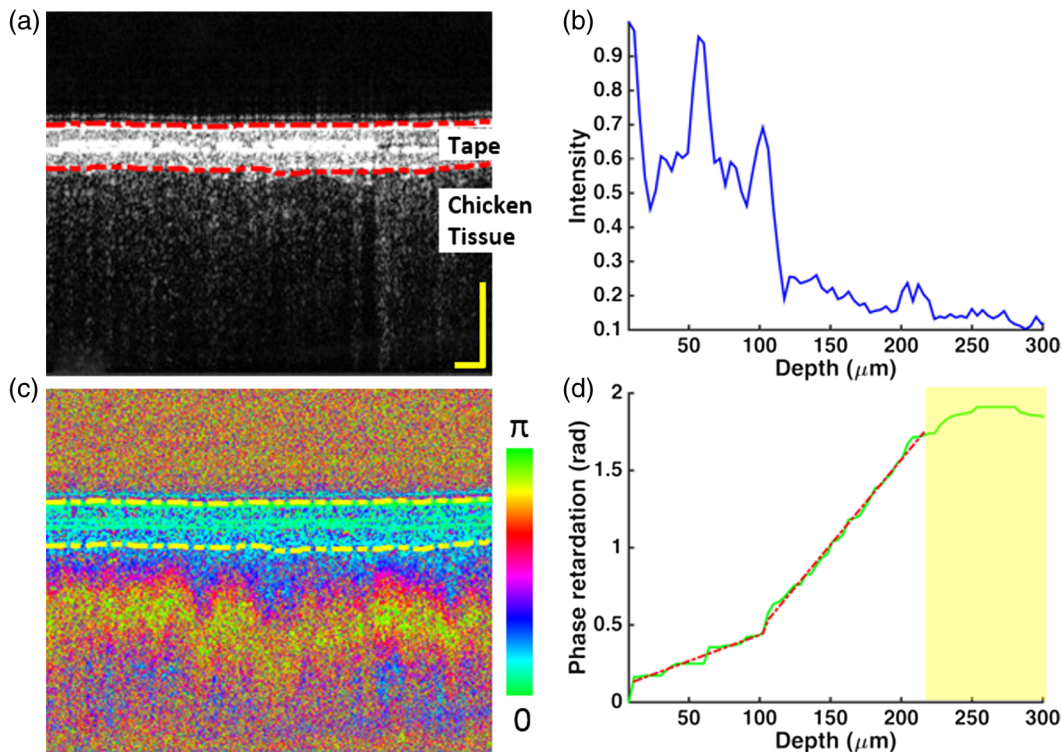 (a)
Tape
Chicken
Tissue
(b)
Intensity
0.9
0.8
0.7
0.6
0.5
0.4
0.3
0.2
0.1
50
100
150
200
250
300
Depth (μm)
(c)
π
0
(d)
Phase retardation (rad)
2
1.5
1
0.5
0
50
100
150
200
250
300
Depth (μm)